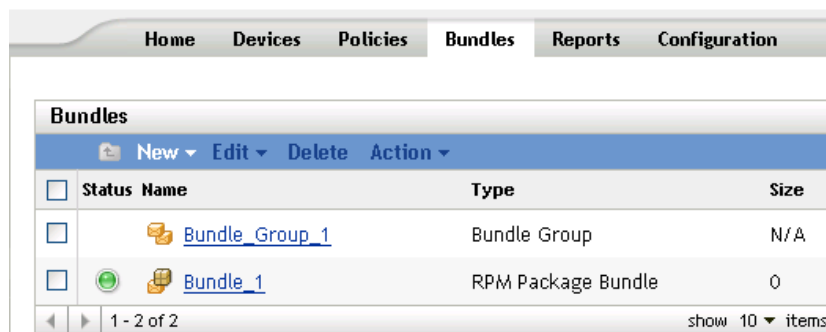 Home Devices Policies Bundles Reports Configuration
Bundles
New Edit Delete Action
Status Name Type Size
Bundle_Group_1 Bundle Group N/A
Bundle_1 RPM Package Bundle 0
1 - 2 of 2 show 10 items